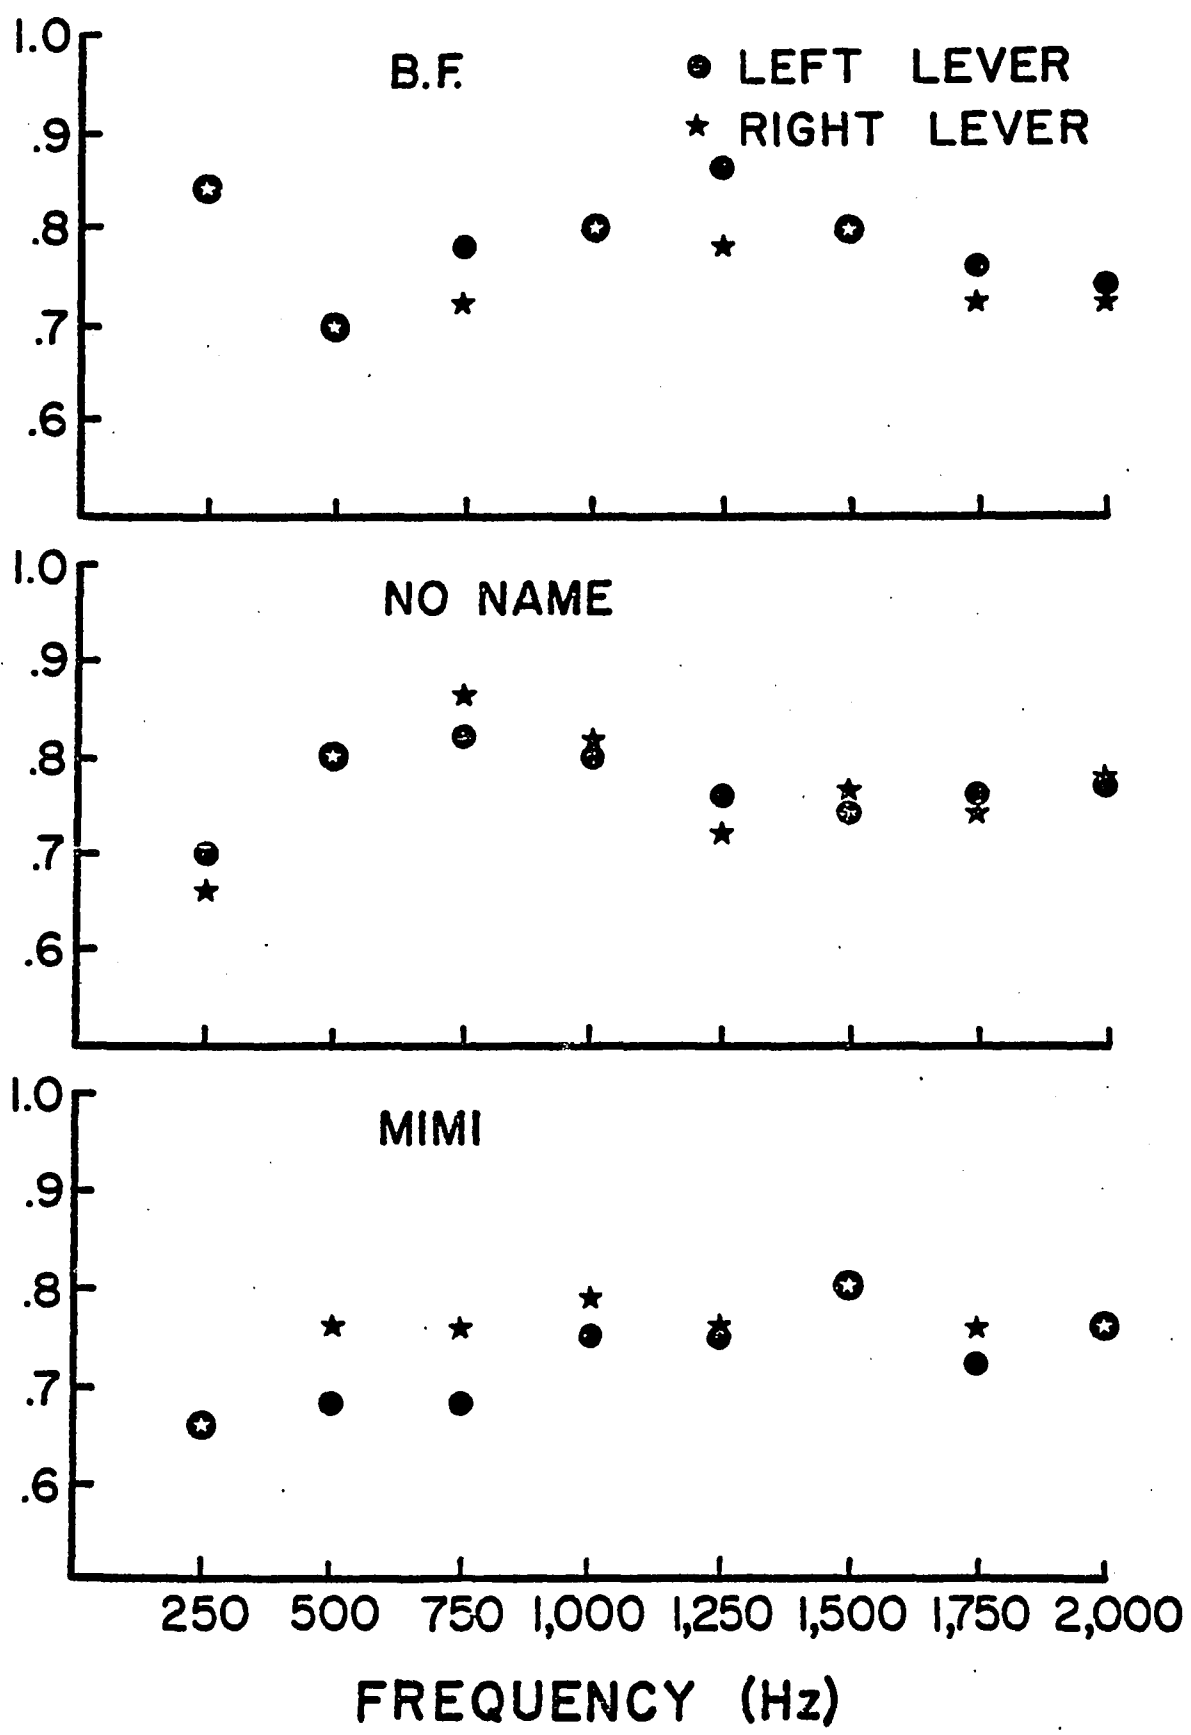 1.0
B.F.
LEFT LEVER
RIGHT LEVER
.9
.8
.7
.6
1.0
NO NAME
.9
.8
.7
.6
1.0
MIMI
.9
.8
.7
.6
250 500 750 1,000 1,250 1,500 1,750 2,000
FREQUENCY (Hz)